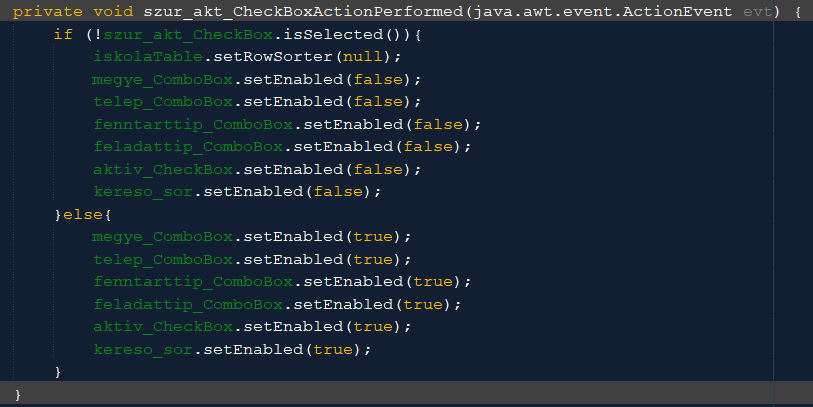 private void szur_akt_CheckBoxActionPerformed(java.awt.event.ActionEvent evt) {
    if (!szur_akt_CheckBox.isSelected()){
        iskolaTable.setRowSorter(null);
        megye_ComboBox.setEnabled(false);
        telep_ComboBox.setEnabled(false);
        fenntarttip_ComboBox.setEnabled(false);
        feladattip_ComboBox.setEnabled(false);
        aktiv_CheckBox.setEnabled(false);
        kereso_sor.setEnabled(false);
    }else{
        megye_ComboBox.setEnabled(true);
        telep_ComboBox.setEnabled(true);
        fenntarttip_ComboBox.setEnabled(true);
        feladattip_ComboBox.setEnabled(true);
        aktiv_CheckBox.setEnabled(true);
        kereso_sor.setEnabled(true);
    }
}